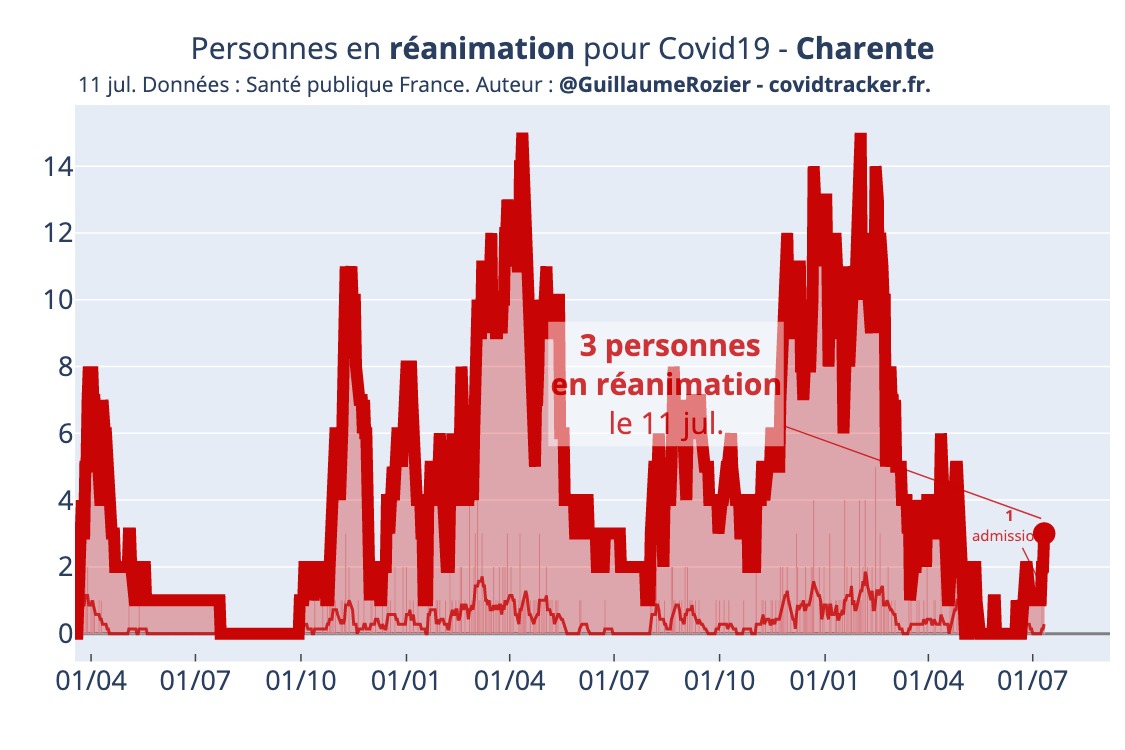 Personnes en réanimation pour Covid19 - Charente
11 jul. Données : Santé publique France. Auteur : @GuillaumeRozier - covidtracker.fr.
14
12
10
8
6
4
2
0
3 personnes
en réanimation
le 11 jul.
1
admissio
01/04 01/07 01/10 01/01 01/04 01/07 01/10 01/01 01/04 01/07